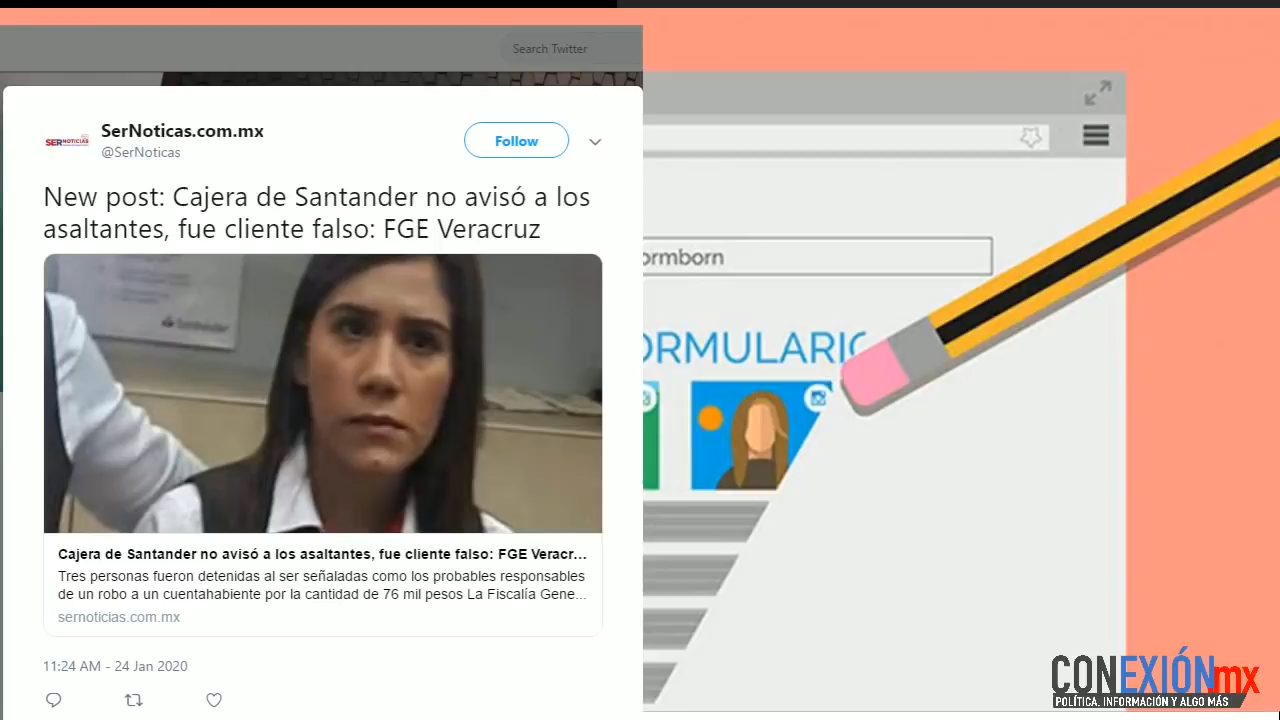 Search Twitter
SER NOTICIAS
SerNoticas.com.mx
@SerNoticas
Follow
New post: Cajera de Santander no avisó a los
asaltantes, fue cliente falso: FGE Veracruz
Santander
Cajera de Santander no avisó a los asaltantes, fue cliente falso: FGE Veracr...
Tres personas fueron detenidas al ser señaladas como los probables responsables
de un robo a un cuentahabiente por la cantidad de 76 mil pesos La Fiscalía Gene...
sernoticias.com.mx
11:24 AM - 24 Jan 2020
ormborn
ORMULARIO
CONEXIÓNmx
POLÍTICA, INFORMACIÓN Y ALGO MÁS